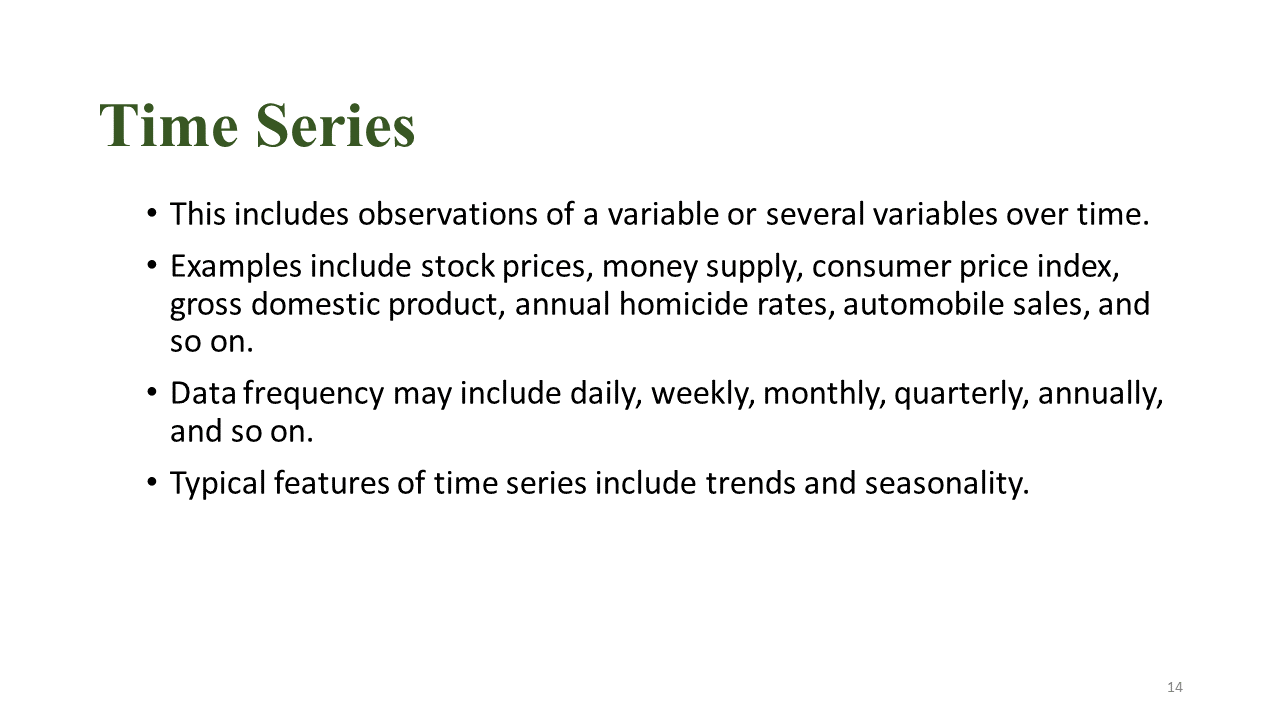 Time Series
• This includes observations of a variable or several variables over time.
• Examples include stock prices, money supply, consumer price index,
gross domestic product, annual homicide rates, automobile sales, and
so on.
• Data frequency may include daily, weekly, monthly, quarterly, annually,
and so on.
• Typical features of time series include trends and seasonality.
14